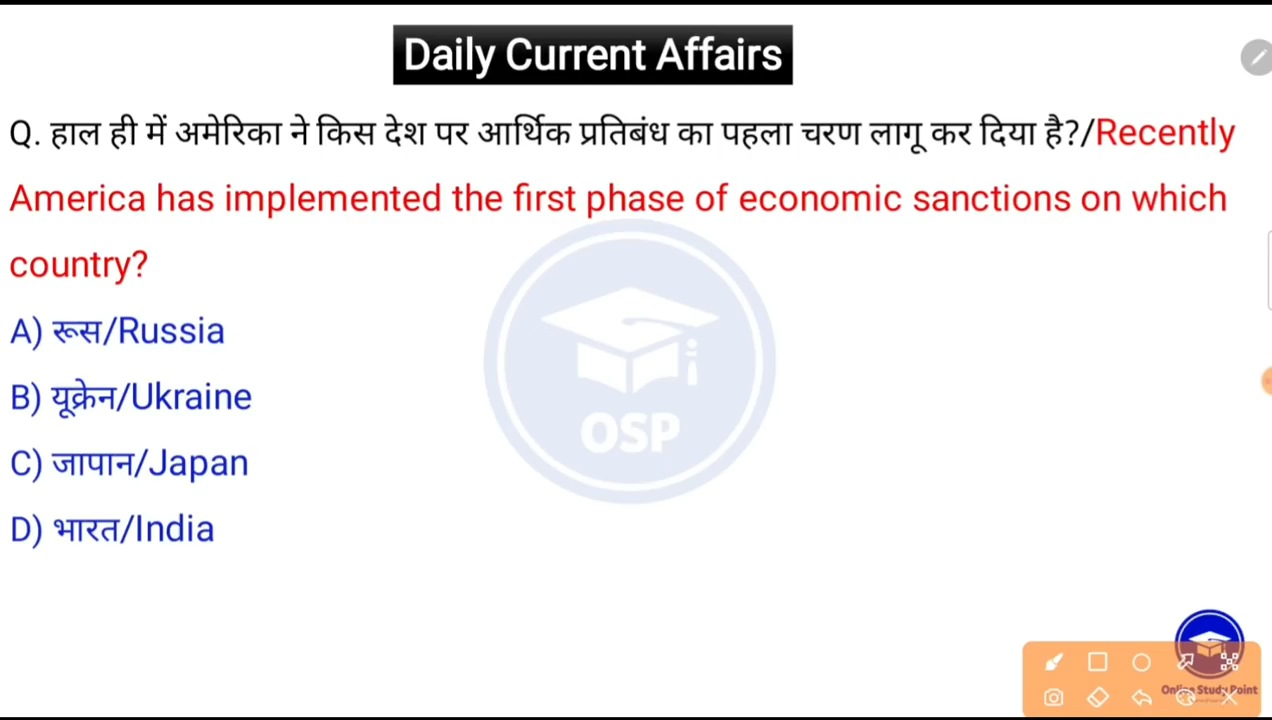 Daily Current Affairs
Q. हाल ही में अमेरिका ने किस देश पर आर्थिक प्रतिबंध का पहला चरण लागू कर दिया है?/Recently
America has implemented the first phase of economic sanctions on which
country?
A) रूस/Russia
B) यूक्रेन/Ukraine
C) जापान/Japan
D) भारत/India
OSP
Online Study Point